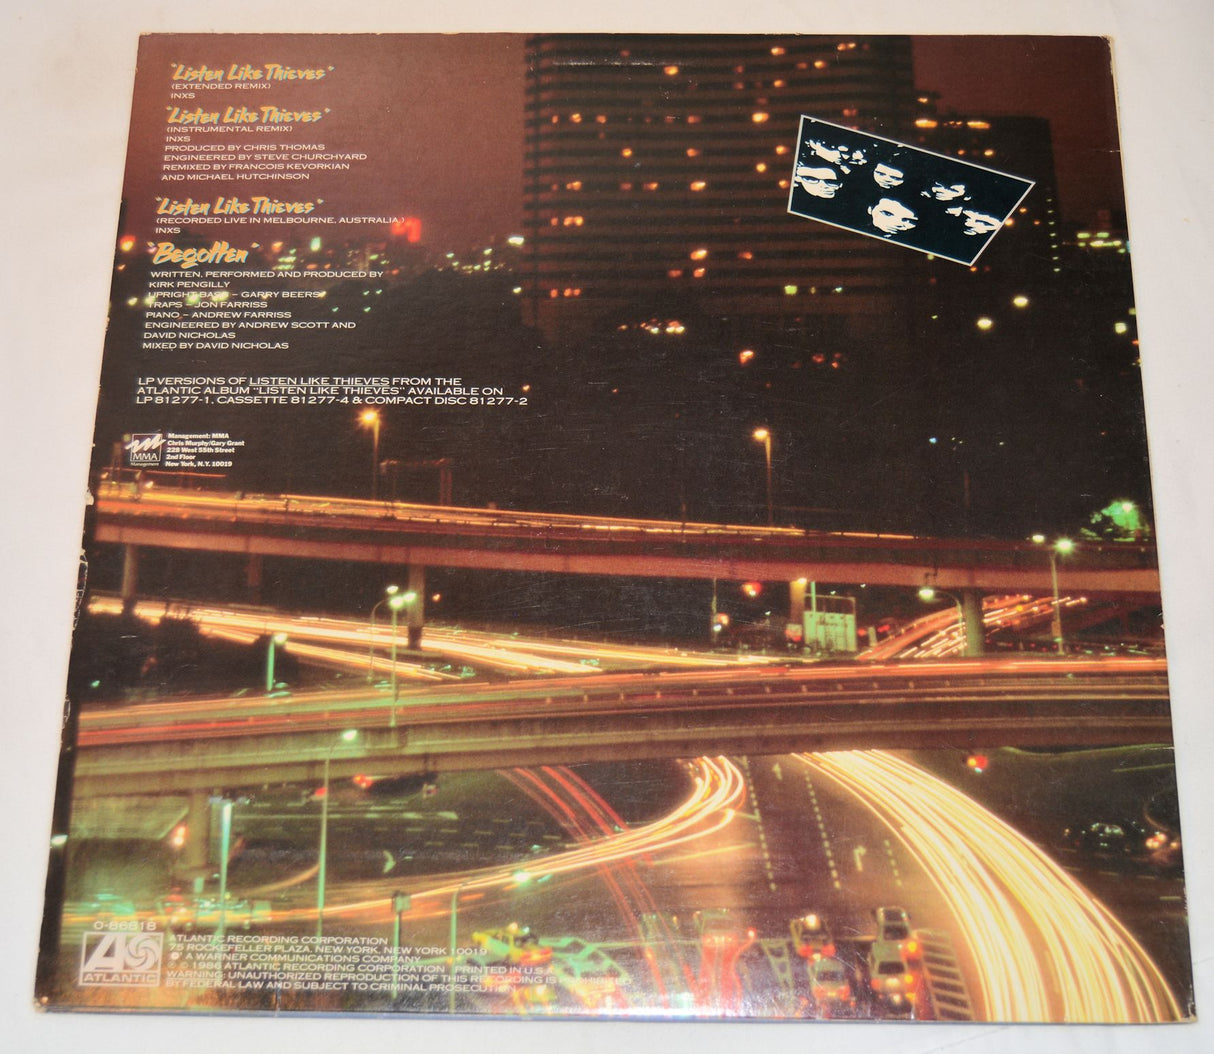 "Listen Like Thieves"
(EXTENDED REMIX)
INXS
"Listen Like Thieves"
(INSTRUMENTAL REMIX)
INXS
PRODUCED BY CHRIS THOMAS
ENGINEERED BY STEVE CHURCHYARD
REMIXED BY FRANCOIS KEVORKIAN
AND MICHAEL HUTCHINSON
"Listen Like Thieves"
(RECORDED LIVE IN MELBOURNE, AUSTRALIA.)
INXS
"Begotten"
WRITTEN, PERFORMED AND PRODUCED BY
KIRK PENGILLY
UPRIGHT BASS – GARRY BEERS
TRAPS – JON FARRISS
PIANO – ANDREW FARRISS
ENGINEERED BY ANDREW SCOTT AND
DAVID NICHOLAS
MIXED BY DAVID NICHOLAS
LP VERSIONS OF LISTEN LIKE THIEVES FROM THE
ATLANTIC ALBUM "LISTEN LIKE THIEVES" AVAILABLE ON
LP 81277-1, CASSETTE 81277-4 & COMPACT DISC 81277-2
MMA
Management
Management: MMA
Chris Murphy/Gary Grant
228 West 55th Street
2nd Floor
New York, N.Y. 10019
0-86818
ATLANTIC
ATLANTIC RECORDING CORPORATION
75 ROCKEFELLER PLAZA, NEW YORK, NEW YORK 10019
A WARNER COMMUNICATIONS COMPANY
℗ © 1986 ATLANTIC RECORDING CORPORATION PRINTED IN U.S.A.
WARNING: UNAUTHORIZED REPRODUCTION OF THIS RECORDING IS PROHIBITED
BY FEDERAL LAW AND SUBJECT TO CRIMINAL PROSECUTION